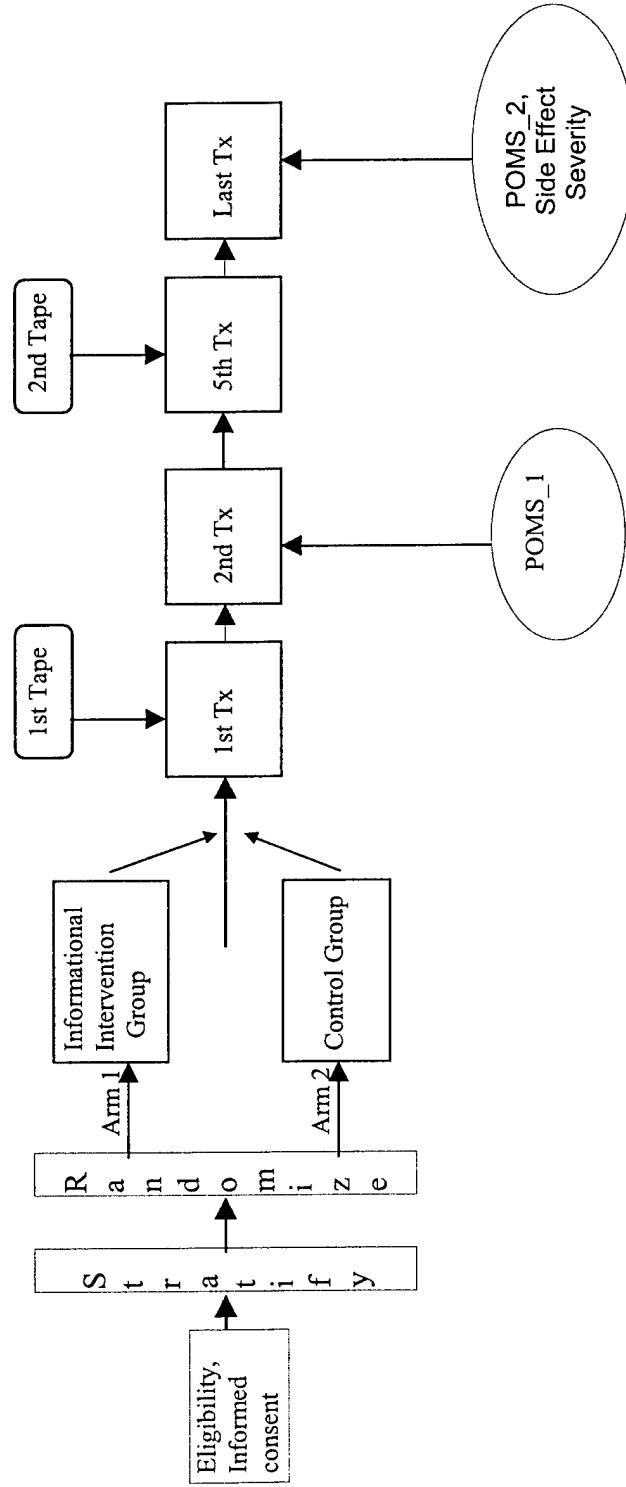 Eligibility,
Informed
consent
Stratify
Randomize
Arm 1
Arm 2
Informational
Intervention
Group
Control Group
1st Tape
1st Tx
2nd Tx
POMS_1
2nd Tape
5th Tx
Last Tx
POMS_2,
Side Effect
Severity